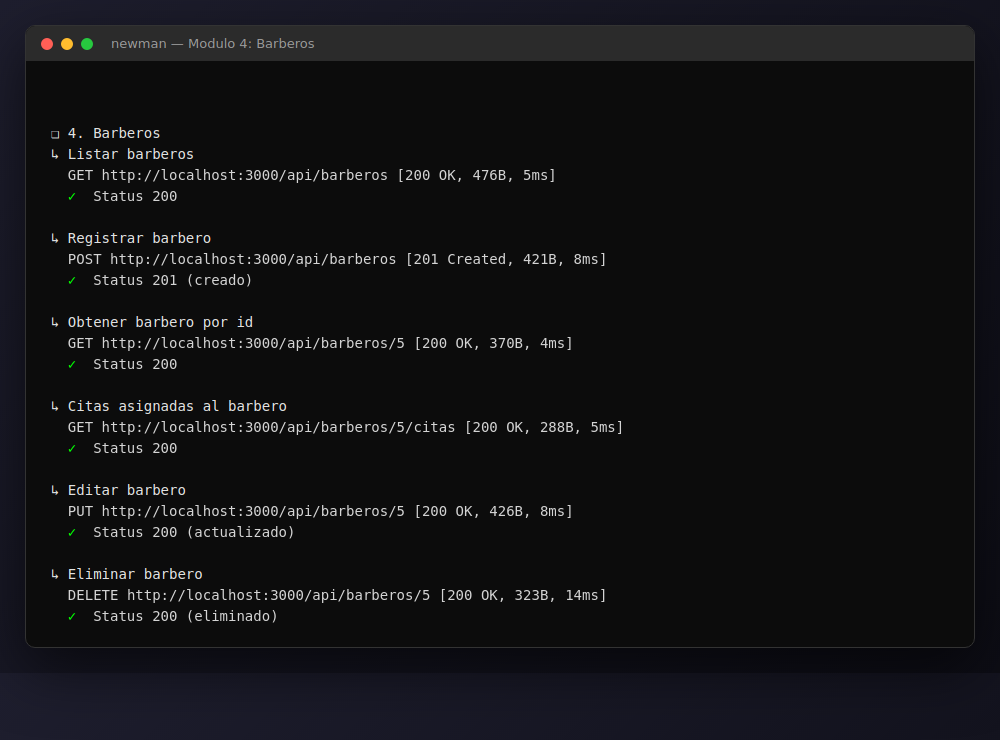 newman — Modulo 4: Barberos
❏ 4. Barberos
↳ Listar barberos
GET http://localhost:3000/api/barberos [200 OK, 476B, 5ms]
✓ Status 200
↳ Registrar barbero
POST http://localhost:3000/api/barberos [201 Created, 421B, 8ms]
✓ Status 201 (creado)
↳ Obtener barbero por id
GET http://localhost:3000/api/barberos/5 [200 OK, 370B, 4ms]
✓ Status 200
↳ Citas asignadas al barbero
GET http://localhost:3000/api/barberos/5/citas [200 OK, 288B, 5ms]
✓ Status 200
↳ Editar barbero
PUT http://localhost:3000/api/barberos/5 [200 OK, 426B, 8ms]
✓ Status 200 (actualizado)
↳ Eliminar barbero
DELETE http://localhost:3000/api/barberos/5 [200 OK, 323B, 14ms]
✓ Status 200 (eliminado)